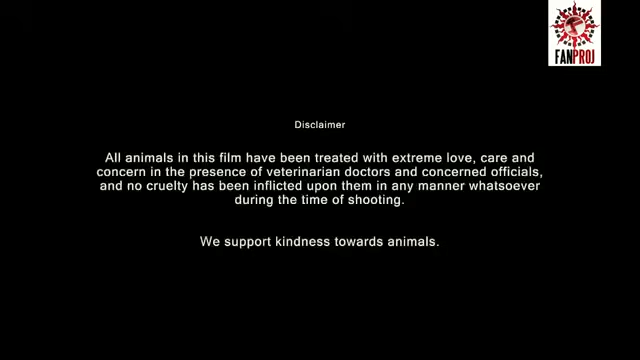 FANPROJ
Disclaimer
All animals in this film have been treated with extreme love, care and
concern in the presence of veterinarian doctors and concerned officials,
and no cruelty has been inflicted upon them in any manner whatsoever
during the time of shooting.
We support kindness towards animals.